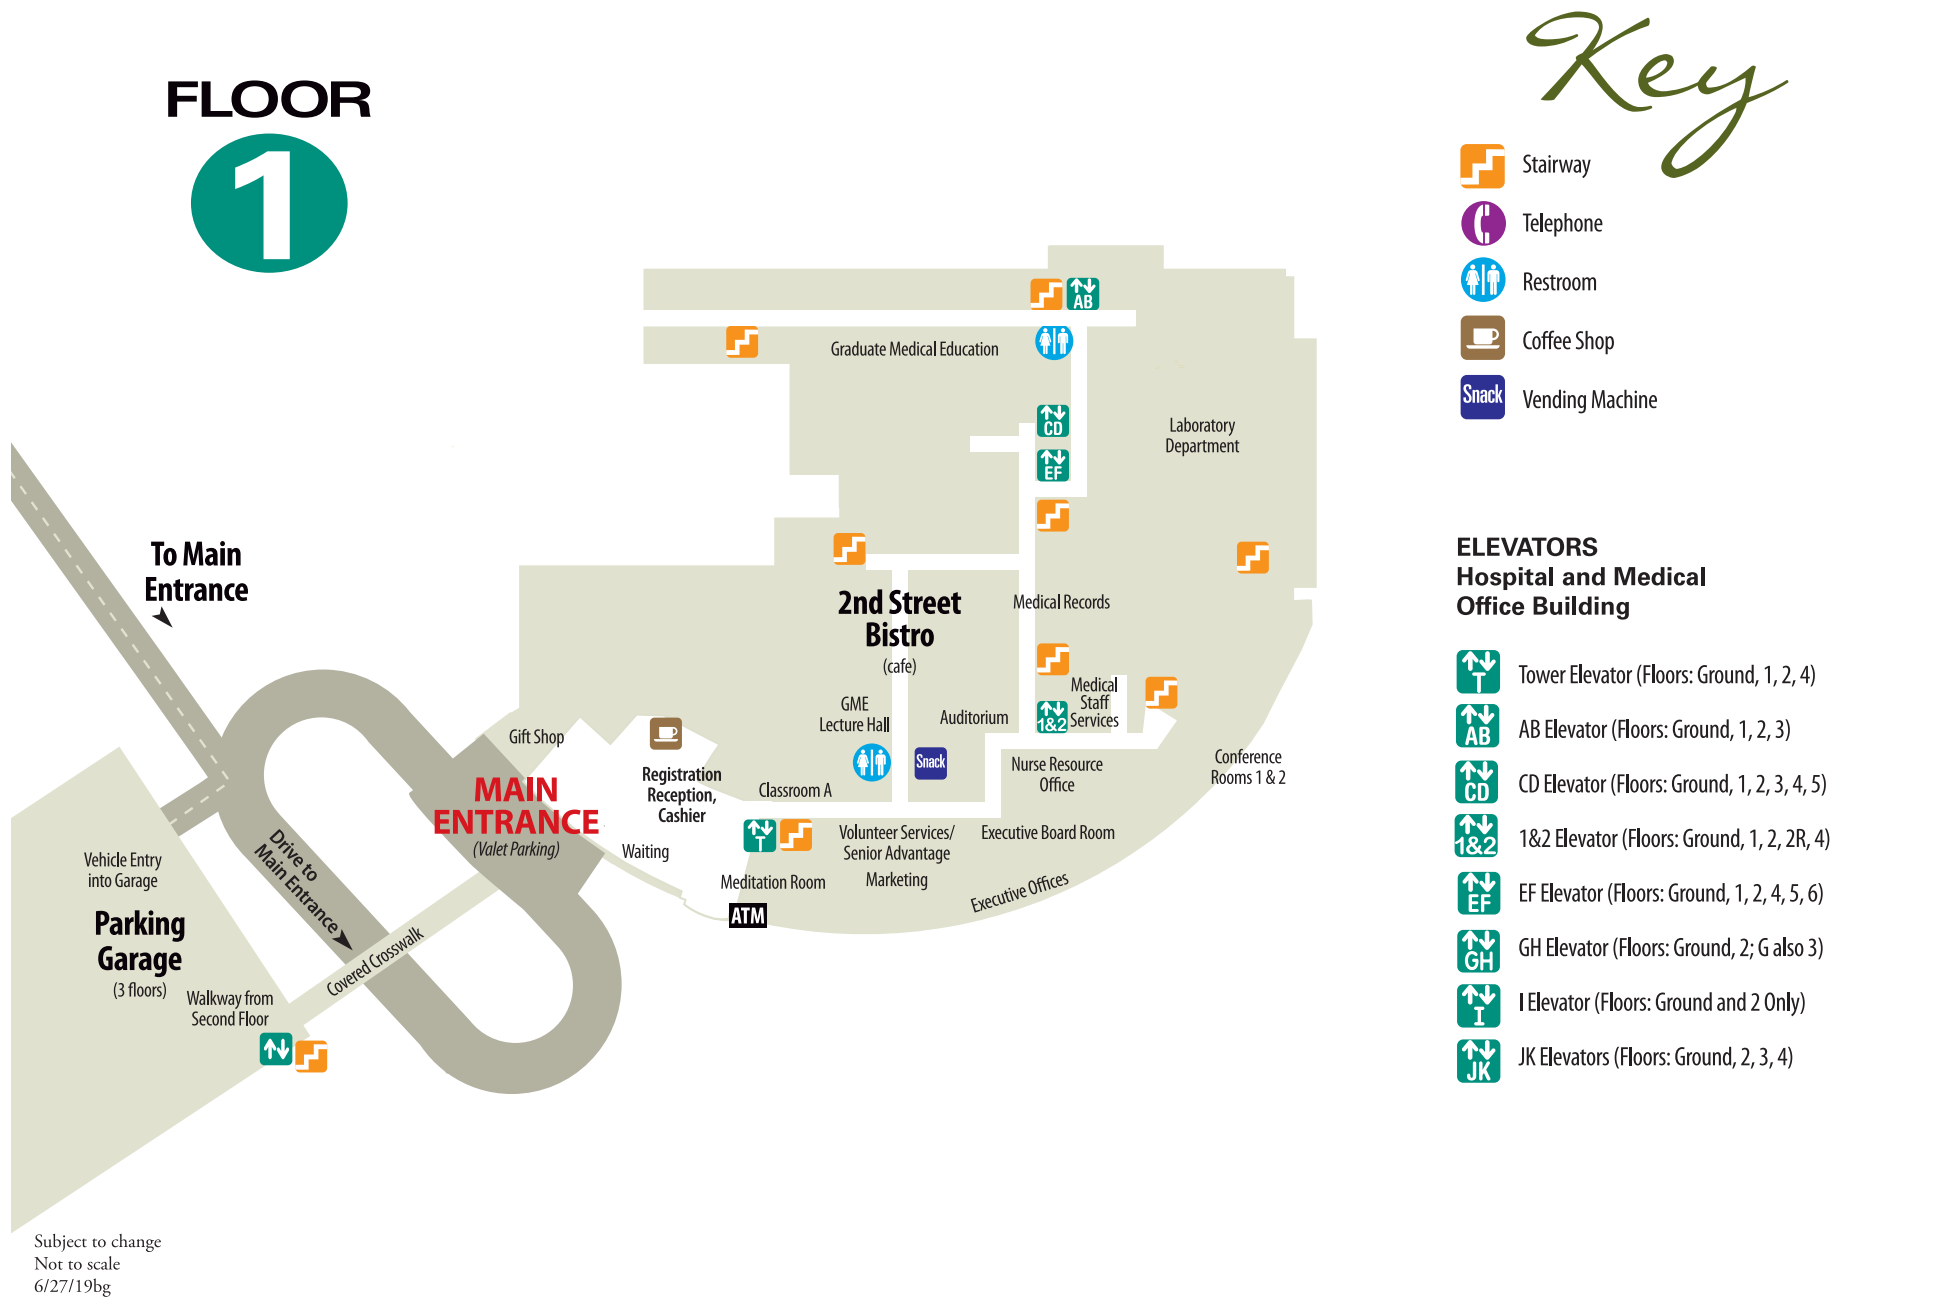 FLOOR
1
Key
Stairway
Telephone
Restroom
Coffee Shop
Snack
Vending Machine
ELEVATORS
Hospital and Medical
Office Building
T
Tower Elevator (Floors: Ground, 1, 2, 4)
AB
AB Elevator (Floors: Ground, 1, 2, 3)
CD
CD Elevator (Floors: Ground, 1, 2, 3, 4, 5)
1&2
1&2 Elevator (Floors: Ground, 1, 2, 2R, 4)
EF
EF Elevator (Floors: Ground, 1, 2, 4, 5, 6)
GH
GH Elevator (Floors: Ground, 2; G also 3)
I
I Elevator (Floors: Ground and 2 Only)
JK
JK Elevators (Floors: Ground, 2, 3, 4)
AB
Graduate Medical Education
CD
EF
Laboratory
Department
To Main
Entrance
2nd Street
Bistro
(cafe)
Medical Records
GME
Lecture Hall
Auditorium
1&2
Medical
Staff
Services
Snack
Nurse Resource
Office
Conference
Rooms 1 & 2
Gift Shop
MAIN
ENTRANCE
(Valet Parking)
Registration
Reception,
Cashier
Classroom A
Waiting
T
Volunteer Services/
Senior Advantage
Marketing
Executive Board Room
Executive Offices
Meditation Room
ATM
Drive to
Main Entrance
Covered Crosswalk
Vehicle Entry
into Garage
Parking
Garage
(3 floors)
Walkway from
Second Floor
Subject to change
Not to scale
6/27/19bg